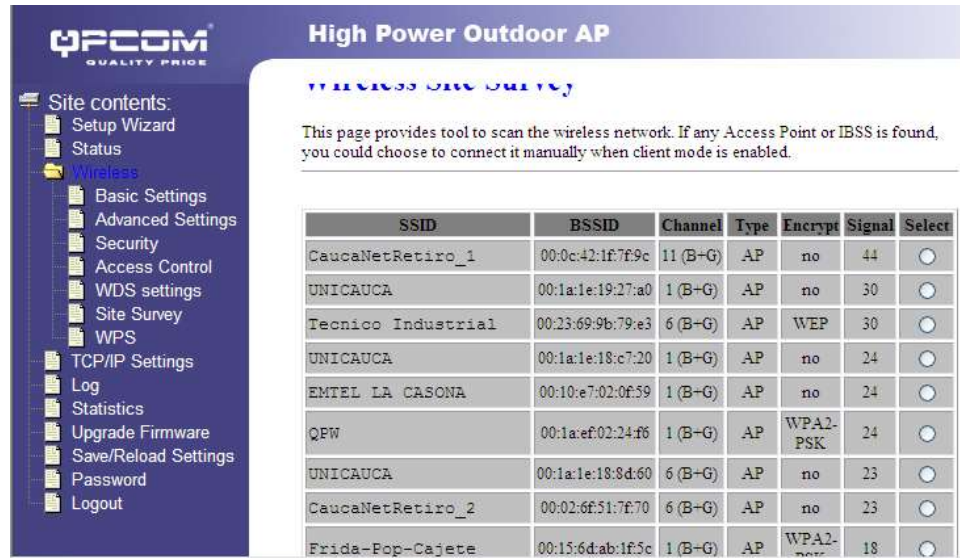 QPCOM
QUALITY PRICE
High Power Outdoor AP
Site contents:
Setup Wizard
Status
Wireless
Basic Settings
Advanced Settings
Security
Access Control
WDS settings
Site Survey
WPS
TCP/IP Settings
Log
Statistics
Upgrade Firmware
Save/Reload Settings
Password
Logout
Wireless Site Survey
This page provides tool to scan the wireless network. If any Access Point or IBSS is found,
you could choose to connect it manually when client mode is enabled.
SSID BSSID Channel Type Encrypt Signal Select
CaucaNetRetiro_1 00:0c:42:1f:7f:9c 11 (B+G) AP no 44
UNICAUCA 00:1a:1e:19:27:a0 1 (B+G) AP no 30
Tecnico Industrial 00:23:69:9b:79:e3 6 (B+G) AP WEP 30
UNICAUCA 00:1a:1e:18:c7:20 1 (B+G) AP no 24
EMTEL LA CASONA 00:10:e7:02:0f:59 1 (B+G) AP no 24
QPW 00:1a:ef:02:24:f6 1 (B+G) AP WPA2-PSK 24
UNICAUCA 00:1a:1e:18:8d:60 6 (B+G) AP no 23
CaucaNetRetiro_2 00:02:6f:51:7f:70 6 (B+G) AP no 23
Frida-Pop-Cajete 00:15:6d:ab:1f:5c 1 (B+G) AP WPA2- 18